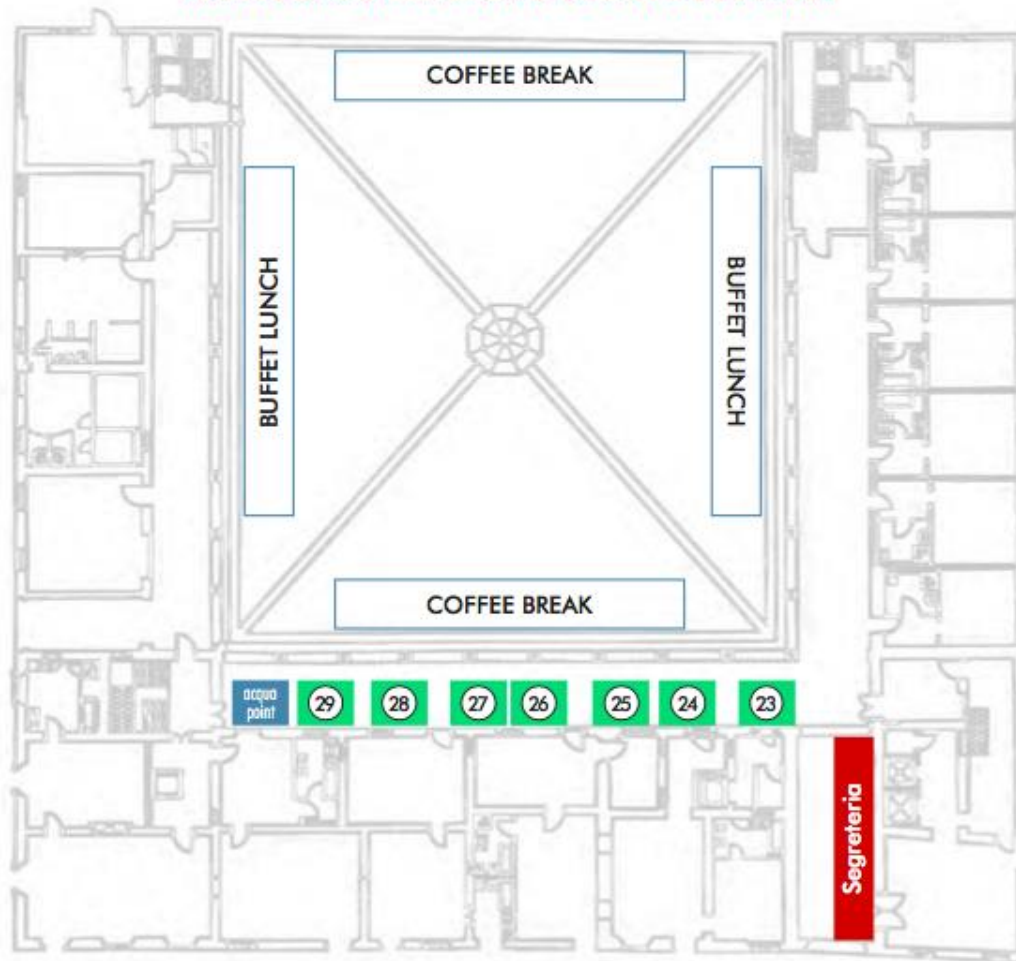 COFFEE BREAK
BUFFET LUNCH
BUFFET LUNCH
COFFEE BREAK
acqua
point
29
28
27
26
25
24
23
Segreteria